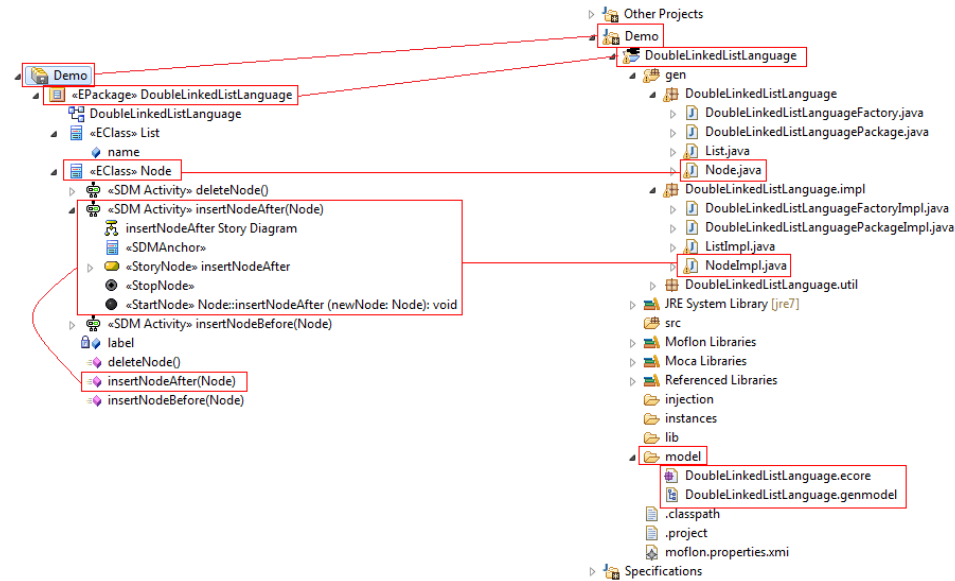 Demo
«EPackage» DoubleLinkedListLanguage
DoubleLinkedListLanguage
«EClass» List
name
«EClass» Node
«SDM Activity» deleteNode()
«SDM Activity» insertNodeAfter(Node)
insertNodeAfter Story Diagram
«SDMAnchor»
«StoryNode» insertNodeAfter
«StopNode»
«StartNode» Node::insertNodeAfter (newNode: Node): void
«SDM Activity» insertNodeBefore(Node)
label
deleteNode()
insertNodeAfter(Node)
insertNodeBefore(Node)
Other Projects
Demo
DoubleLinkedListLanguage
gen
DoubleLinkedListLanguage
DoubleLinkedListLanguageFactory.java
DoubleLinkedListLanguagePackage.java
List.java
Node.java
DoubleLinkedListLanguage.impl
DoubleLinkedListLanguageFactoryImpl.java
DoubleLinkedListLanguagePackageImpl.java
ListImpl.java
NodeImpl.java
DoubleLinkedListLanguage.util
JRE System Library [jre7]
src
Moflon Libraries
Moca Libraries
Referenced Libraries
injection
instances
lib
model
DoubleLinkedListLanguage.ecore
DoubleLinkedListLanguage.genmodel
.classpath
.project
moflon.properties.xmi
Specifications